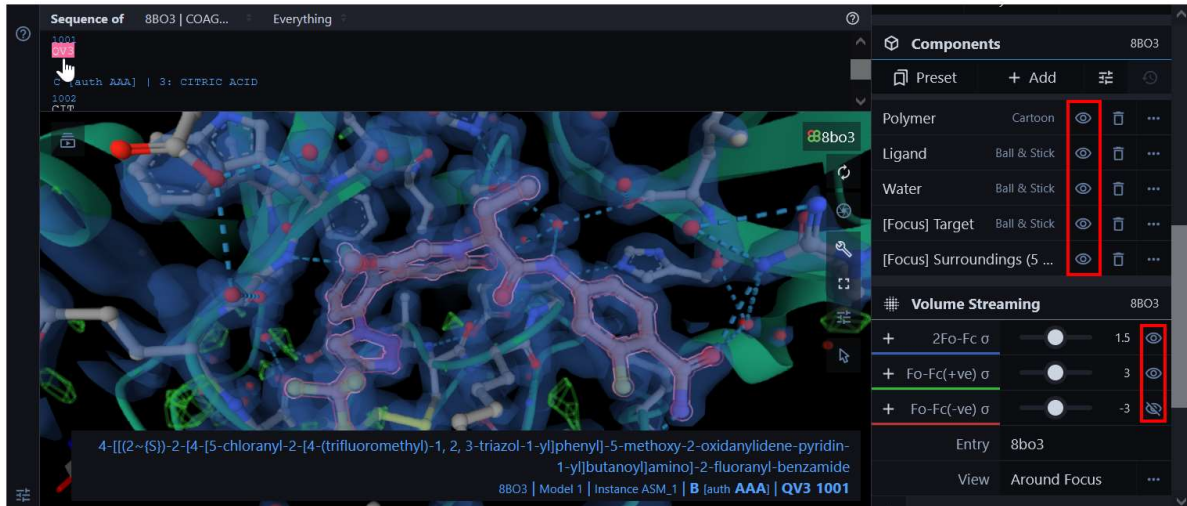 Sequence of 8BO3 | COAG... Everything
1001
QV3
C [auth AAA] | 3: CITRIC ACID
1002
CIT
8bo3
4-[[(2~{S})-2-[4-[5-chloranyl-2-[4-(trifluoromethyl)-1, 2, 3-triazol-1-yl]phenyl]-5-methoxy-2-oxidanylidene-pyridin-
1-yl]butanoyl]amino]-2-fluoranyl-benzamide
8BO3 | Model 1 | Instance ASM_1 | B [auth AAA] | QV3 1001
Components 8BO3
Preset + Add
Polymer Cartoon
Ligand Ball & Stick
Water Ball & Stick
[Focus] Target Ball & Stick
[Focus] Surroundings (5 ...
Volume Streaming 8BO3
+ 2Fo-Fc σ 1.5
+ Fo-Fc(+ve) σ 3
+ Fo-Fc(-ve) σ -3
Entry 8bo3
View Around Focus